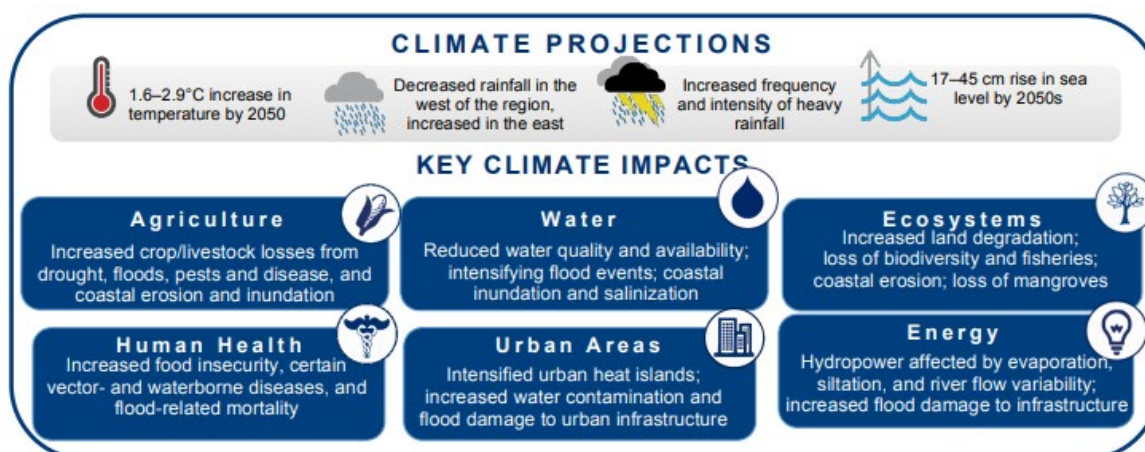 CLIMATE PROJECTIONS
1.6–2.9°C increase in
temperature by 2050
Decreased rainfall in the
west of the region,
increased in the east
Increased frequency
and intensity of heavy
rainfall
17–45 cm rise in sea
level by 2050s
KEY CLIMATE IMPACTS
Agriculture
Increased crop/livestock losses from
drought, floods, pests and disease, and
coastal erosion and inundation
Water
Reduced water quality and availability;
intensifying flood events; coastal
inundation and salinization
Ecosystems
Increased land degradation;
loss of biodiversity and fisheries;
coastal erosion; loss of mangroves
Human Health
Increased food insecurity, certain
vector- and waterborne diseases, and
flood-related mortality
Urban Areas
Intensified urban heat islands;
increased water contamination and
flood damage to urban infrastructure
Energy
Hydropower affected by evaporation,
siltation, and river flow variability;
increased flood damage to infrastructure